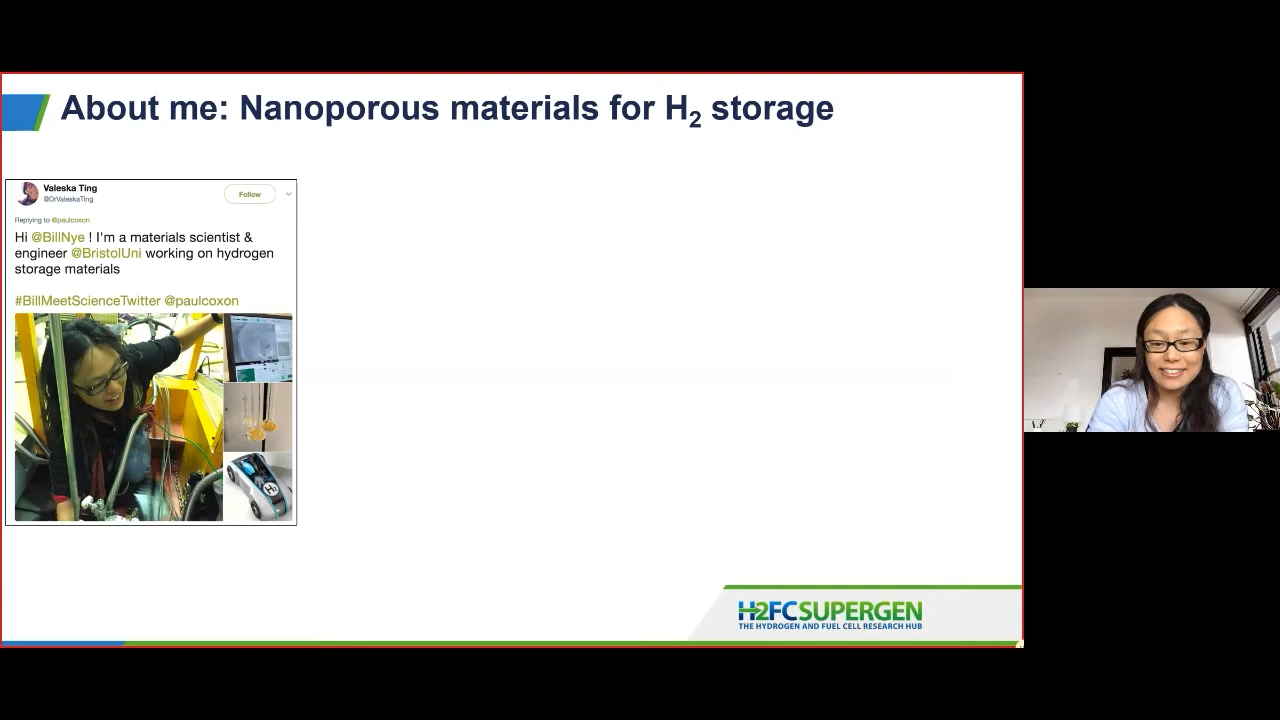 About me: Nanoporous materials for H₂ storage
Valeska Ting
@DrValeskaTing
Follow
Replying to @paulcoxon
Hi @BillNye ! I'm a materials scientist &
engineer @BristolUni working on hydrogen
storage materials
#BillMeetScienceTwitter @paulcoxon
H₂
H2FCSUPERGEN
THE HYDROGEN AND FUEL CELL RESEARCH HUB